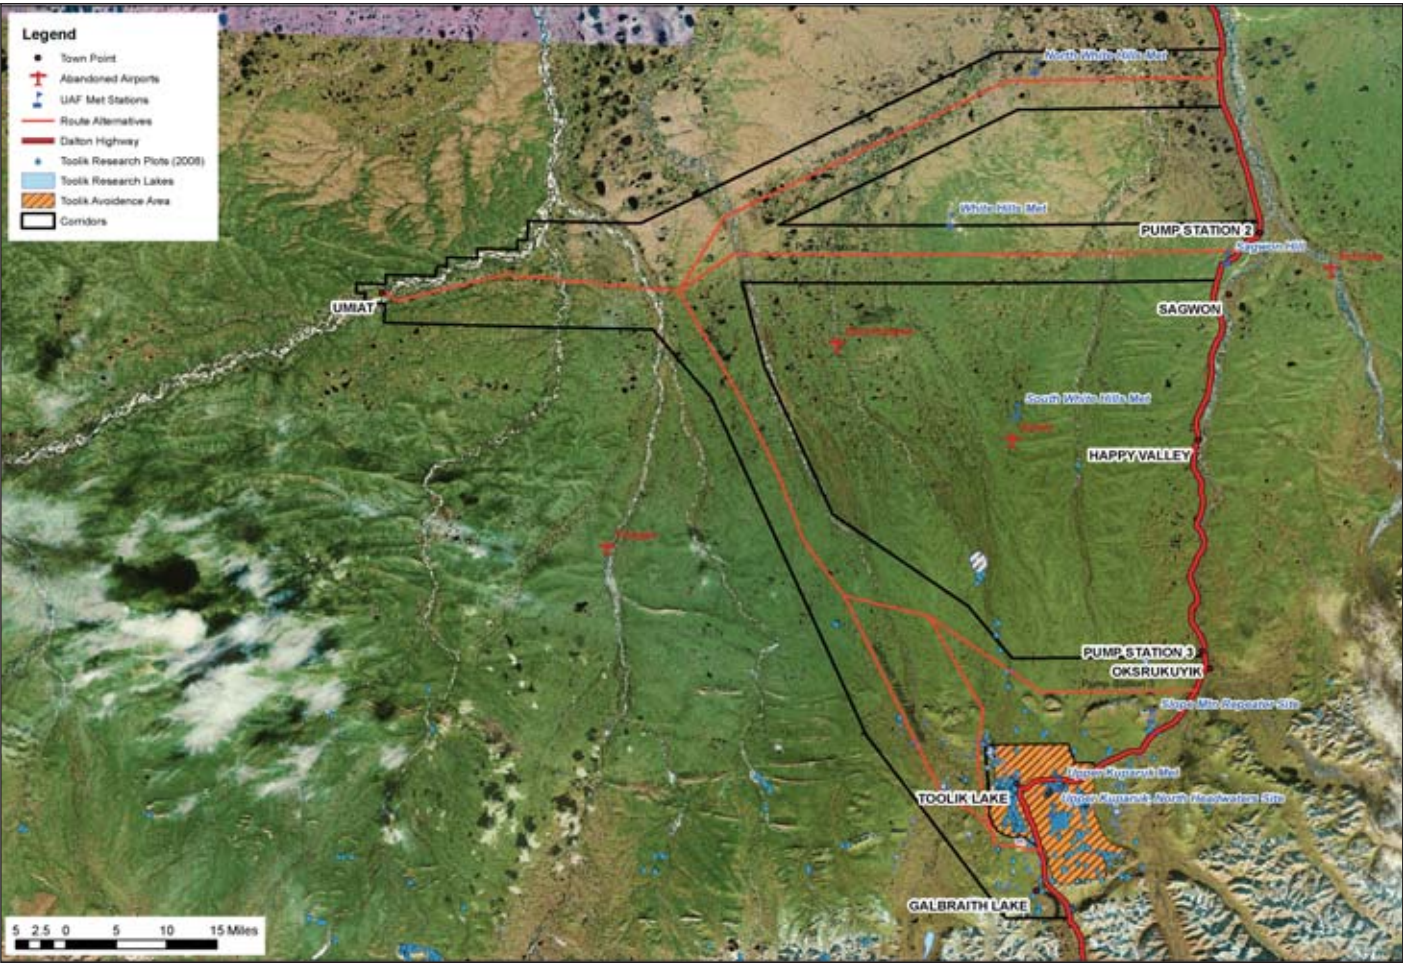 Legend
Town Point
Abandoned Airports
UAF Met Stations
Route Alternatives
Dalton Highway
Toolik Research Plots (2008)
Toolik Research Lakes
Toolik Avoidence Area
Corridors
North White Hills Met
White Hills Met
PUMP STATION 2
Sagwon Hill
UMIAT
SAGWON
South White Hills Met
HAPPY VALLEY
PUMP STATION 3
OKSRUKUYIK
Slope Mtn Repeater Site
Upper Kuparuk Met
TOOLIK LAKE
Upper Kuparuk, North Headwaters Site
GALBRAITH LAKE
5 2.5 0 5 10 15 Miles